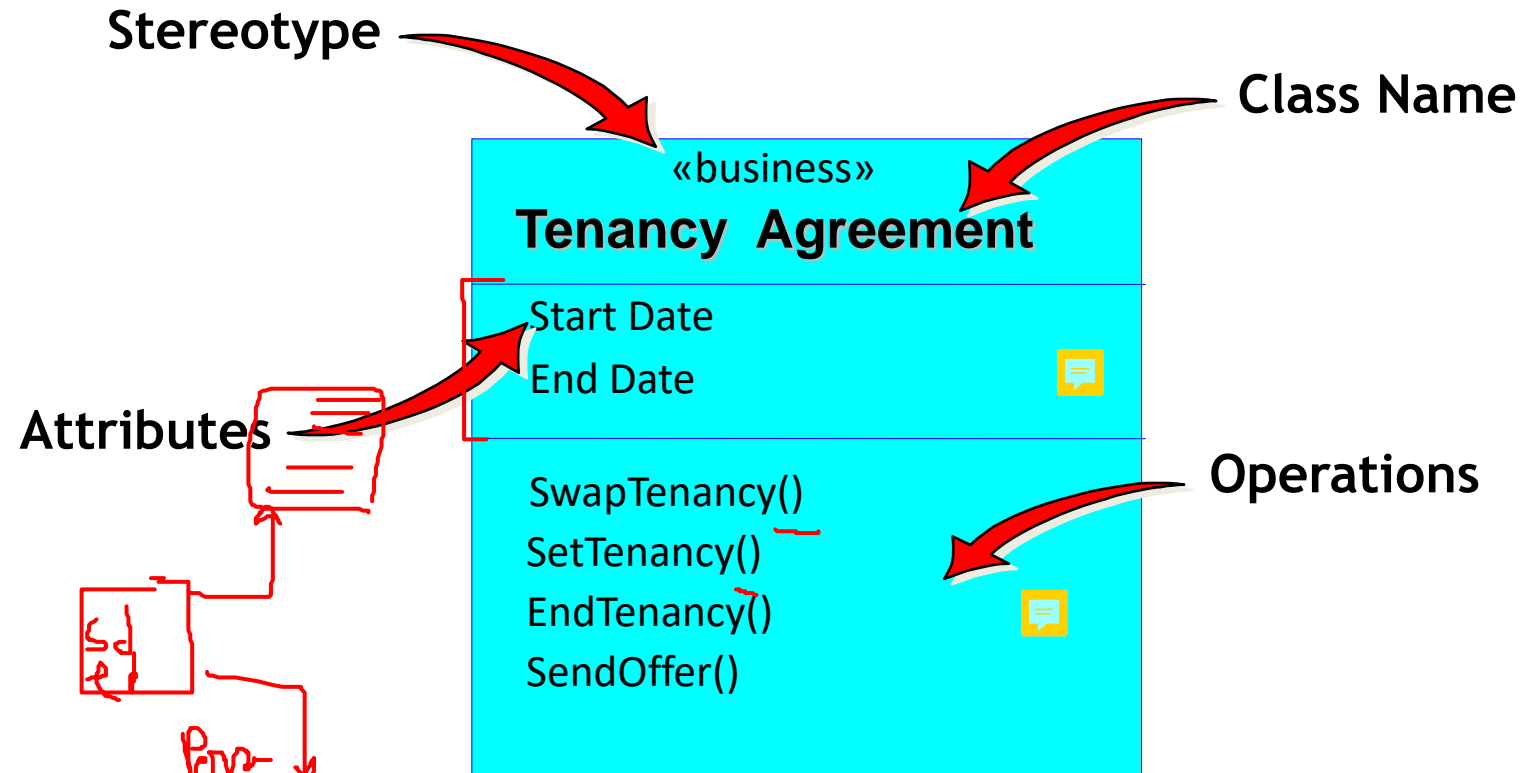 Stereotype
Class Name
«business»
Tenancy Agreement
Start Date
End Date
Attributes
Operations
SwapTenancy()
SetTenancy()
EndTenancy()
SendOffer()